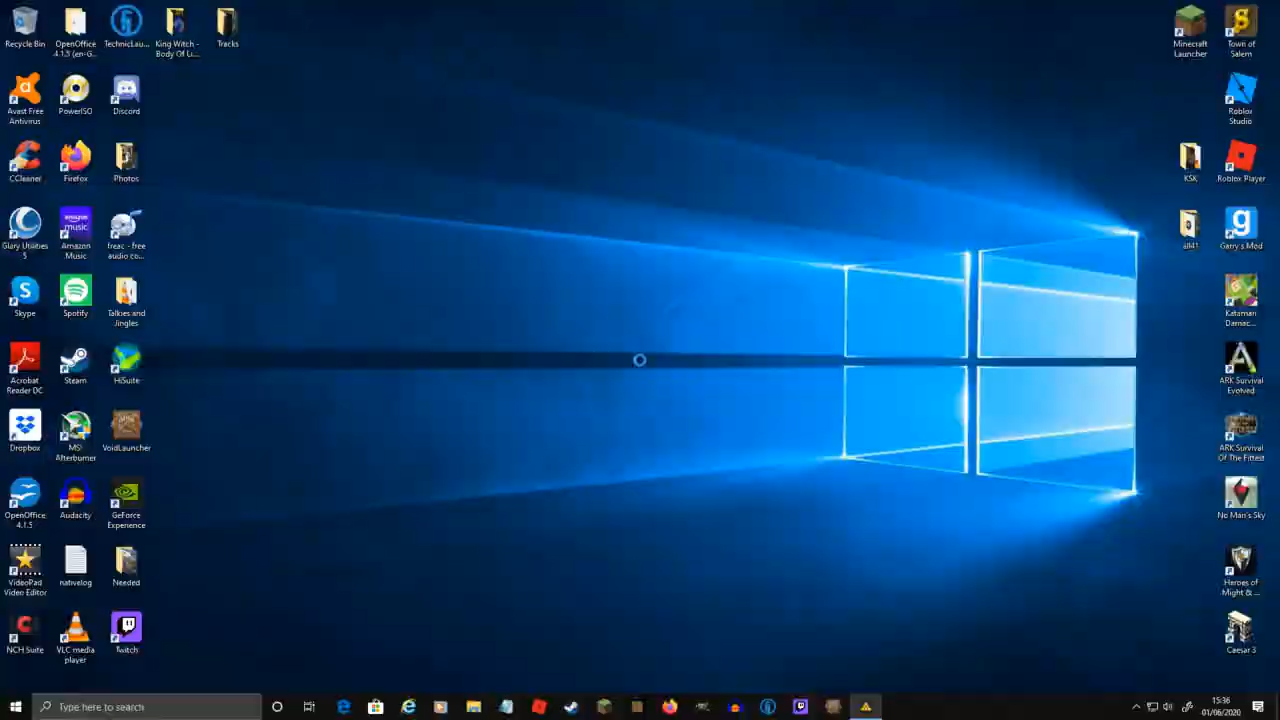 Recycle Bin
OpenOffice
4.1.5 (en-G...
TechnicLau...
King Witch -
Body Of Li...
Tracks
Minecraft
Launcher
Town of
Salem
Avast Free
Antivirus
PowerISO
Discord
Roblox
Studio
CCleaner
Firefox
Photos
KSK
Roblox Player
Glary Utilities
5
amazon
music
Amazon
Music
freac - free
audio co...
Garry's Mod
Skype
Spotify
Talkies and
Jingles
Katamari
Damac...
Acrobat
Reader DC
Steam
HiSuite
ARK Survival
Evolved
Dropbox
MSI
Afterburner
VoidLauncher
ARK Survival
Of The Fittest
OpenOffice
4.1.5
Audacity
GeForce
Experience
No Man's Sky
VideoPad
Video Editor
nativelog
Needed
Heroes of
Might & ...
NCH Suite
VLC media
player
Twitch
Caesar 3
Type here to search
15:36
01/06/2020